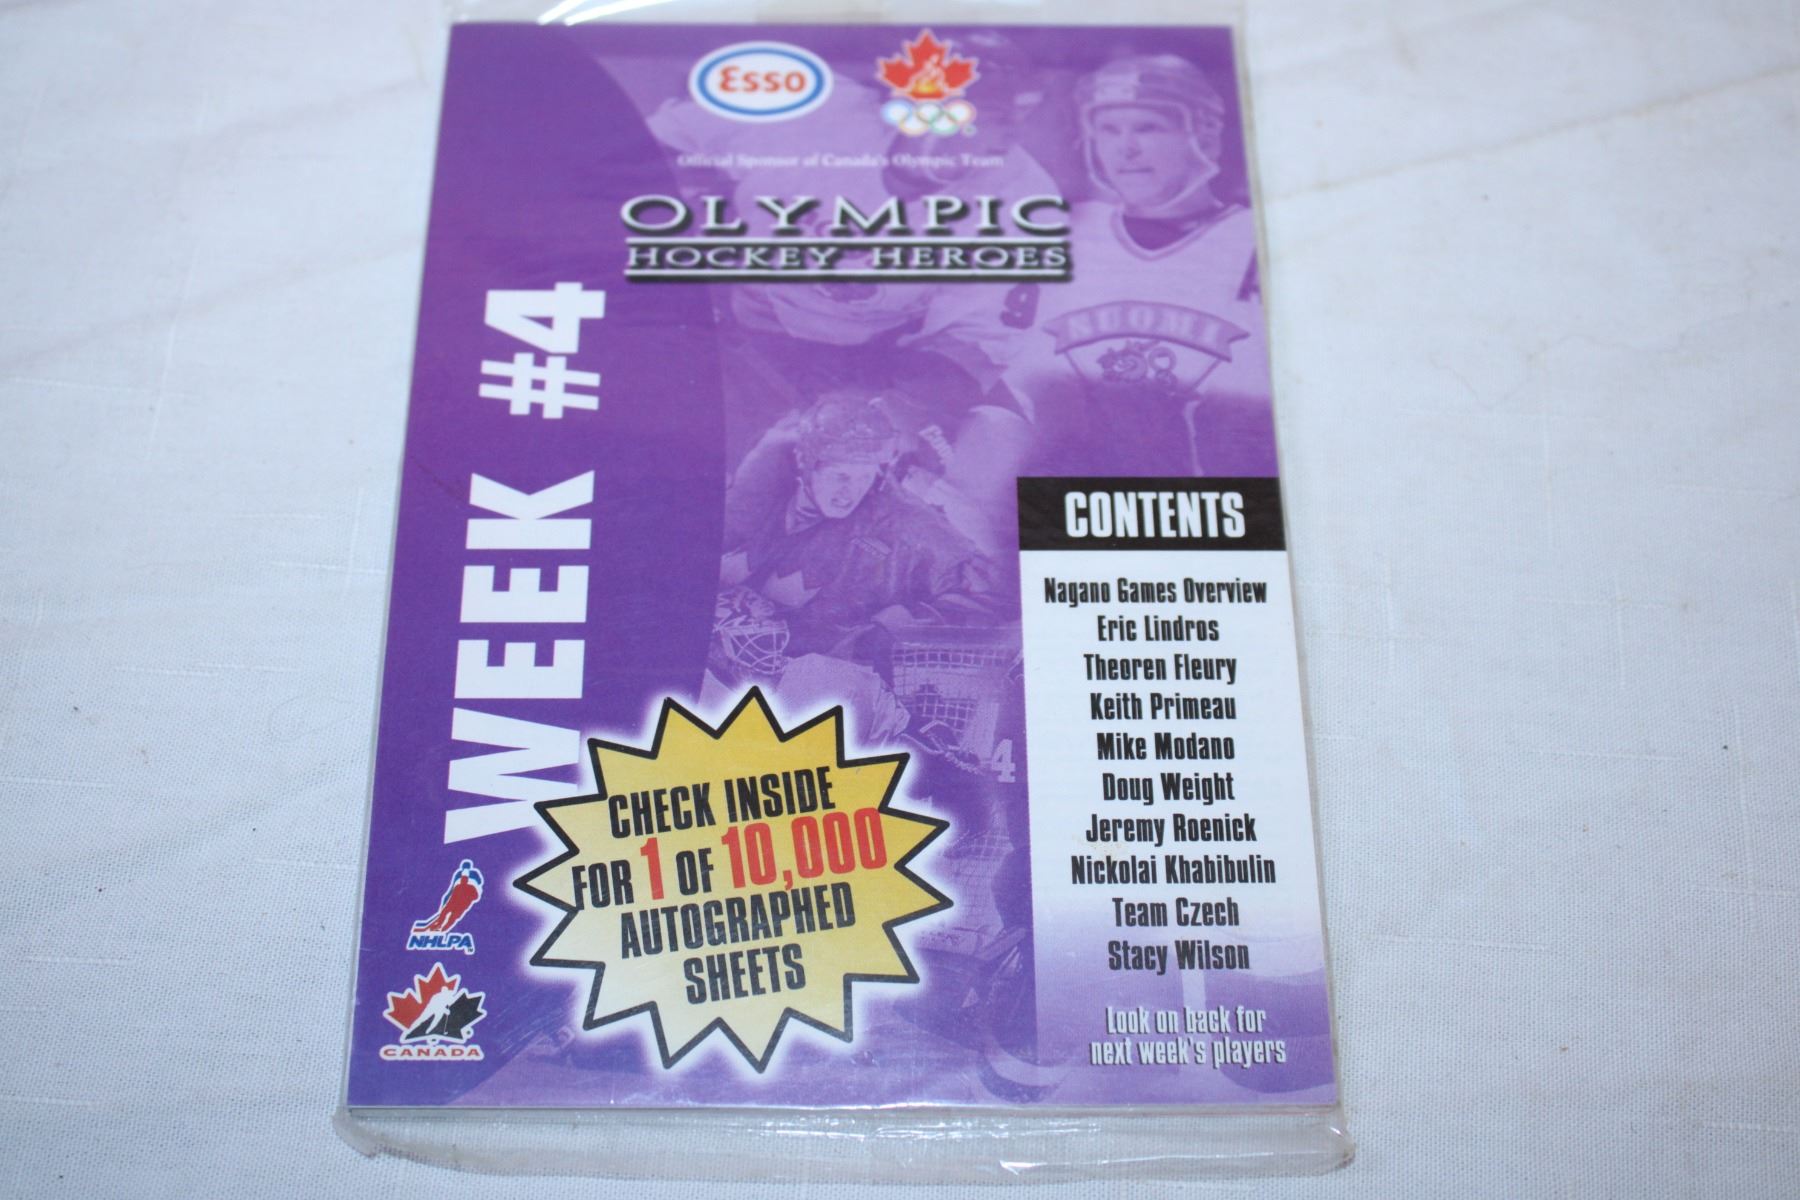 Esso
Official Sponsor of Canada's Olympic Team
OLYMPIC
HOCKEY HEROES
WEEK #4
9
SUOMI
CONTENTS
Nagano Games Overview
Eric Lindros
Theoren Fleury
Keith Primeau
Mike Modano
Doug Weight
Jeremy Roenick
Nickolai Khabibulin
Team Czech
Stacy Wilson
Look on back for
next week's players
4
CHECK INSIDE
FOR 1 OF 10,000
AUTOGRAPHED
SHEETS
NHLPA
CANADA